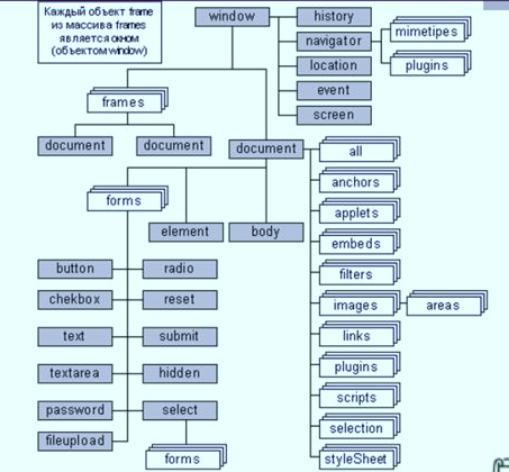 Каждый объект frame
из массива frames
является окном
(объектом window)
window
history
navigator
mimetipes
plugins
location
event
screen
frames
document
document
document
all
anchors
applets
embeds
filters
images
areas
links
plugins
scripts
selection
styleSheet
forms
element
body
button
radio
chekbox
reset
text
submit
textarea
hidden
password
select
fileupload
forms